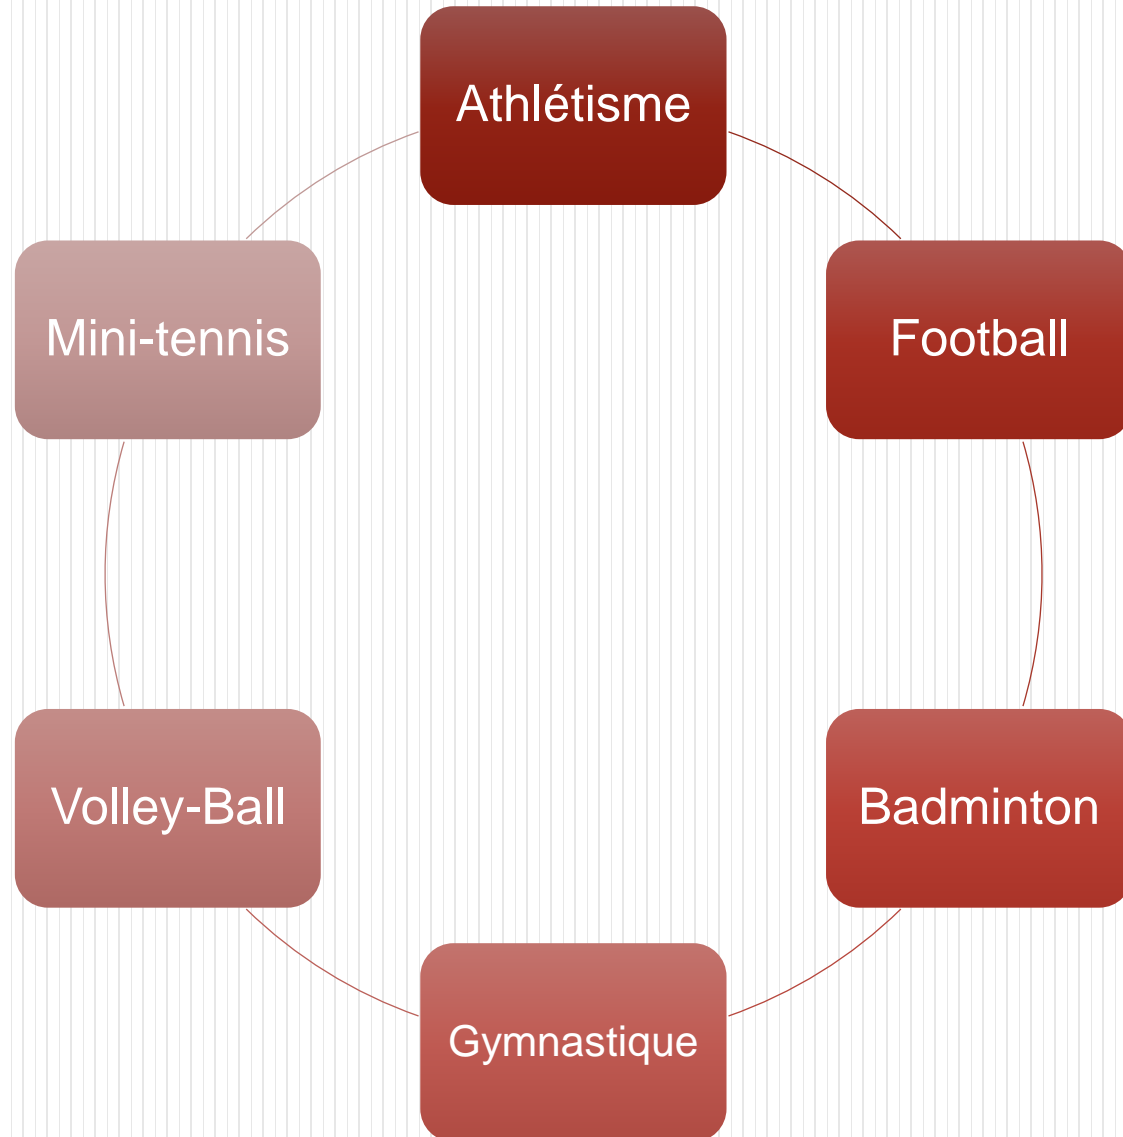 Athlétisme
Football
Badminton
Gymnastique
Volley-Ball
Mini-tennis